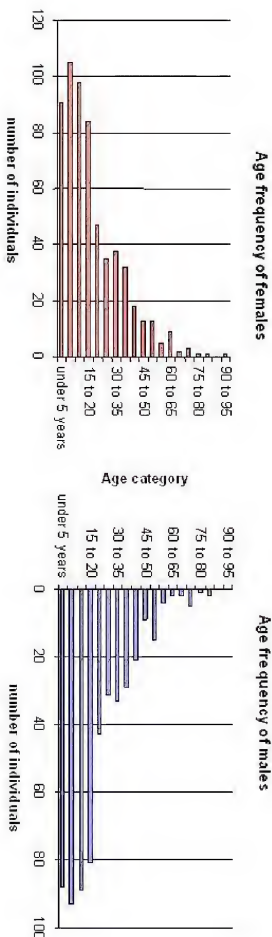 Age frequency of females
120
100
80
60
40
20
0
number of individuals
under 5 years
15 to 20
30 to 35
45 to 50
60 to 65
75 to 80
90 to 95
Age category
Age frequency of males
90 to 95
75 to 80
60 to 65
45 to 50
30 to 35
15 to 20
under 5 years
0
20
40
60
80
100
number of individuals